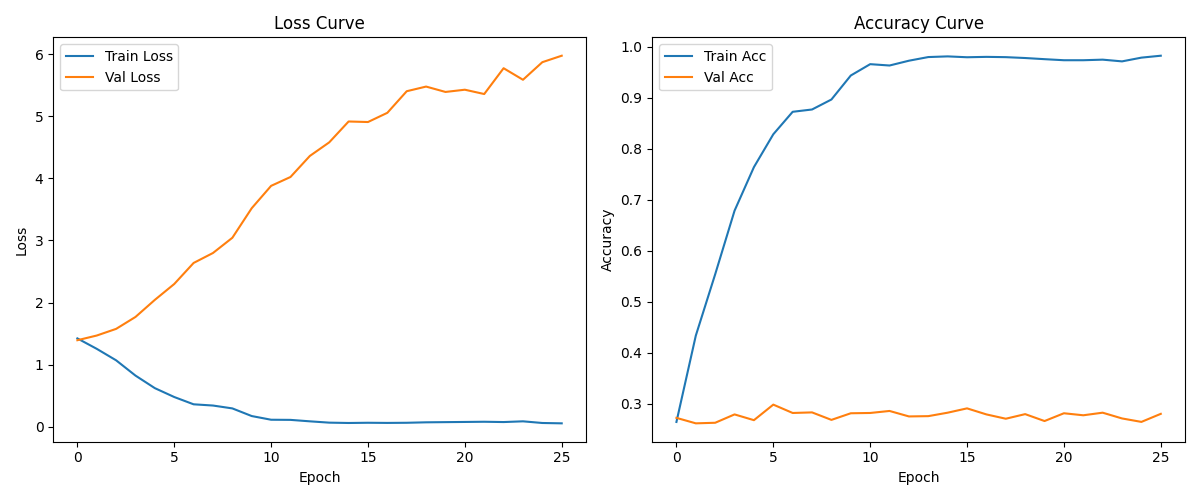 Loss Curve
Train Loss
Val Loss
6
5
4
3
2
1
0
Loss
0 5 10 15 20 25
Epoch
Accuracy Curve
Train Acc
Val Acc
1.0
0.9
0.8
0.7
0.6
0.5
0.4
0.3
Accuracy
0 5 10 15 20 25
Epoch